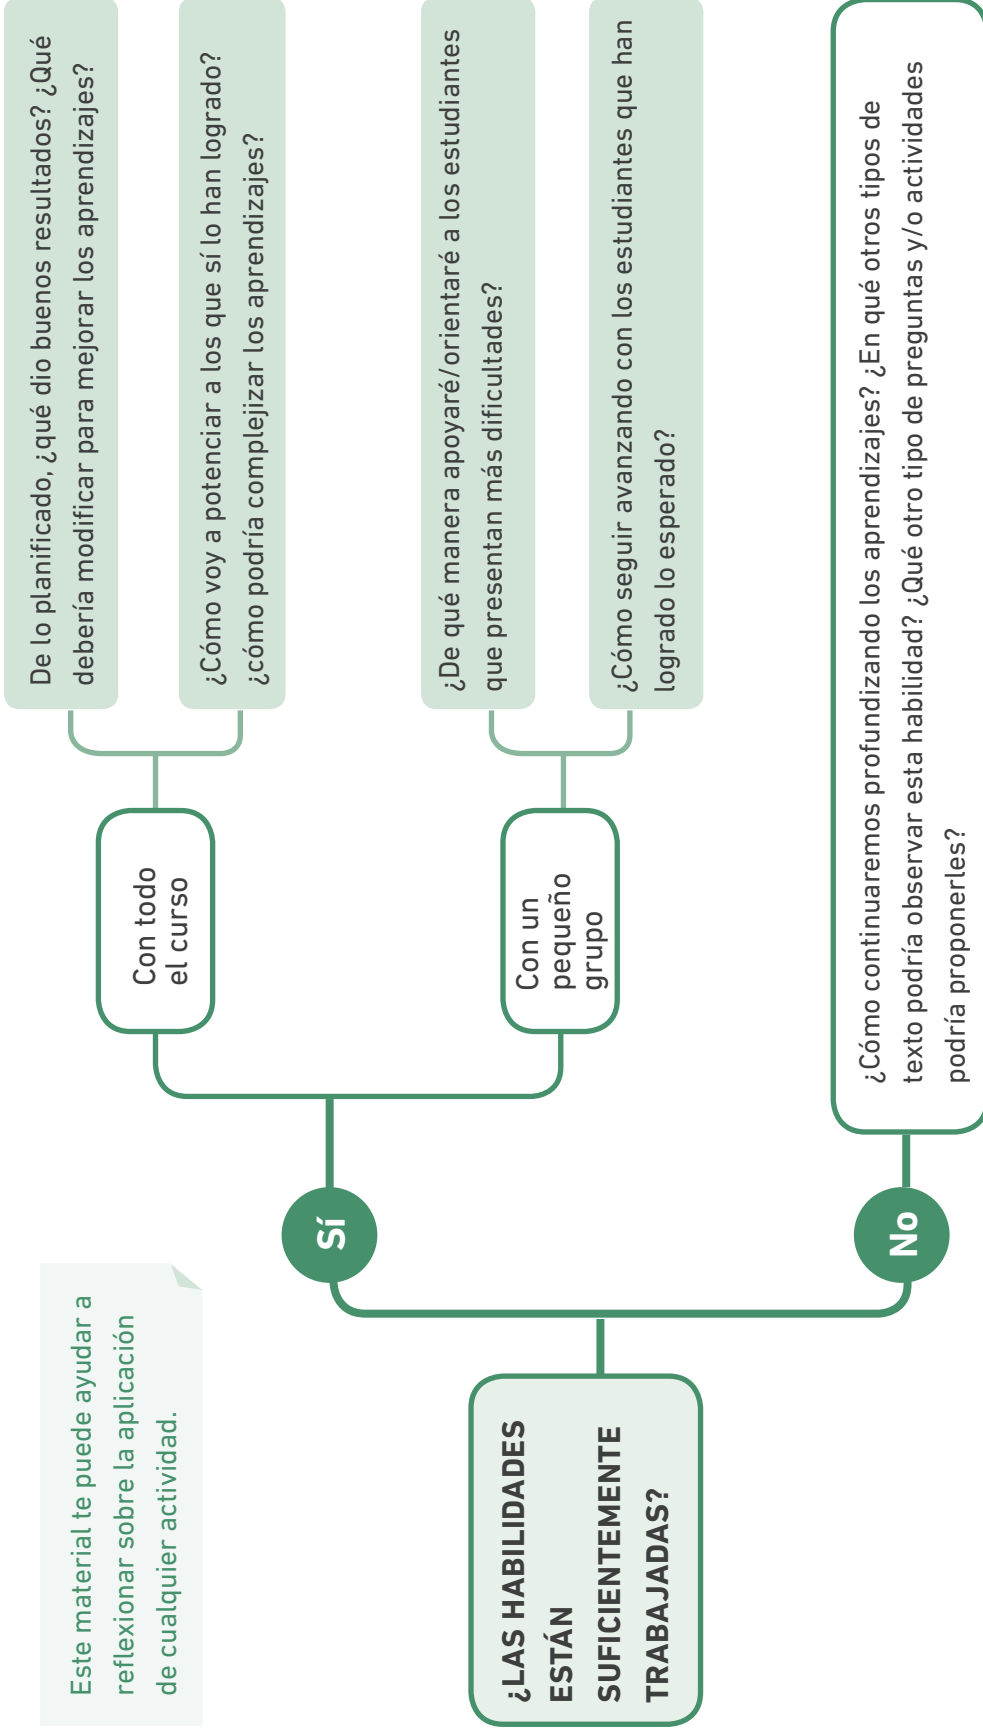 Este material te puede ayudar a
reflexionar sobre la aplicación
de cualquier actividad.
¿LAS HABILIDADES
ESTÁN
SUFICIENTEMENTE
TRABAJADAS?
Sí
Con todo
el curso
De lo planificado, ¿qué dio buenos resultados? ¿Qué
debería modificar para mejorar los aprendizajes?
¿Cómo voy a potenciar a los que sí lo han logrado?
¿cómo podría complejizar los aprendizajes?
Con un
pequeño
grupo
¿De qué manera apoyaré/orientaré a los estudiantes
que presentan más dificultades?
¿Cómo seguir avanzando con los estudiantes que han
logrado lo esperado?
No
¿Cómo continuaremos profundizando los aprendizajes? ¿En qué otros tipos de
texto podría observar esta habilidad? ¿Qué otro tipo de preguntas y/o actividades
podría proponerles?